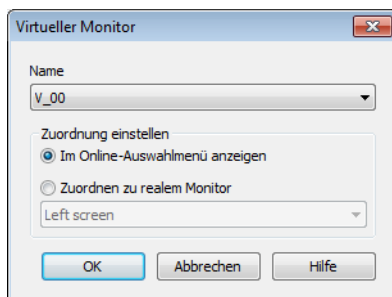 Virtueller Monitor
Name
V_00
Zuordnung einstellen
Im Online-Auswahlmenü anzeigen
Zuordnen zu realem Monitor
Left screen
OK Abbrechen Hilfe